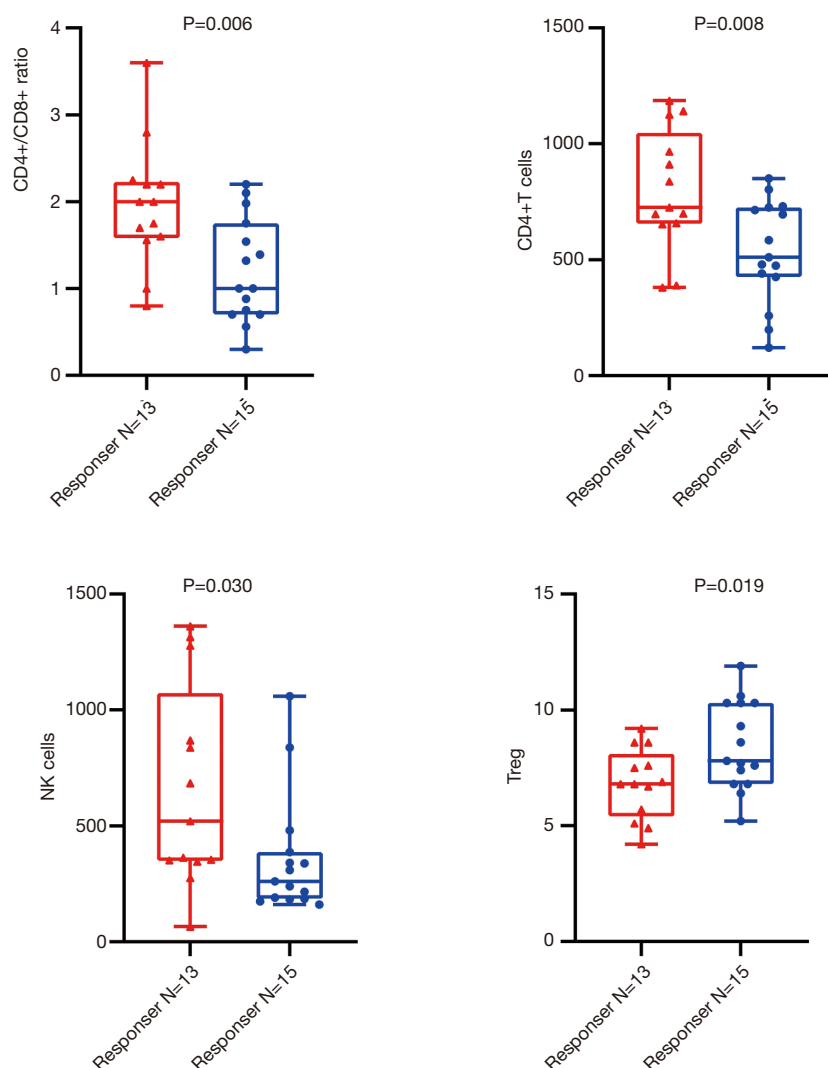 P=0.006
CD4+/CD8+ ratio
4
3
2
1
0
Responser N=13
Responser N=15
P=0.008
CD4+T cells
1500
1000
500
0
Responser N=13
Responser N=15
P=0.030
NK cells
1500
1000
500
0
Responser N=13
Responser N=15
P=0.019
Treg
15
10
5
0
Responser N=13
Responser N=15